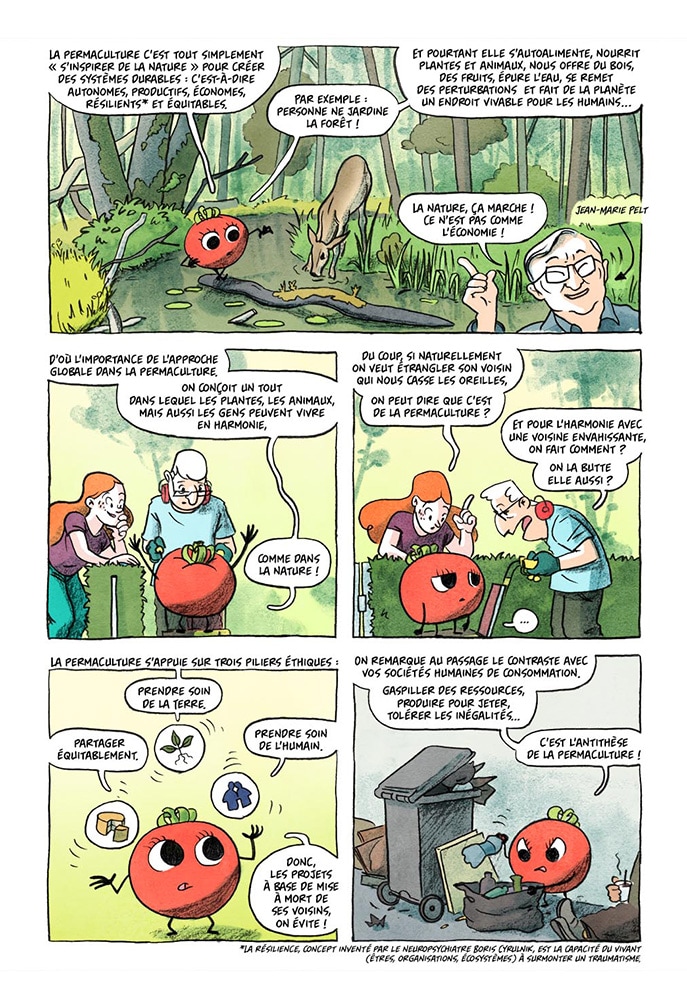 LA PERMACULTURE C'EST TOUT SIMPLEMENT
« S'INSPIRER DE LA NATURE » POUR CRÉER
DES SYSTÈMES DURABLES : C'EST-À-DIRE
AUTONOMES, PRODUCTIFS, ÉCONOMES,
RÉSILIENTS* ET ÉQUITABLES.
PAR EXEMPLE :
PERSONNE NE JARDINE
LA FORÊT !
ET POURTANT ELLE S'AUTOALIMENTE, NOURRIT
PLANTES ET ANIMAUX, NOUS OFFRE DU BOIS,
DES FRUITS, ÉPURE L'EAU, SE REMET
DES PERTURBATIONS ET FAIT DE LA PLANÈTE
UN ENDROIT VIVABLE POUR LES HUMAINS...
LA NATURE, ÇA MARCHE !
CE N'EST PAS COMME
L'ÉCONOMIE !
JEAN-MARIE PELT
D'OÙ L'IMPORTANCE DE L'APPROCHE
GLOBALE DANS LA PERMACULTURE.
ON CONÇOIT UN TOUT
DANS LEQUEL LES PLANTES, LES ANIMAUX,
MAIS AUSSI LES GENS PEUVENT VIVRE
EN HARMONIE,
COMME DANS
LA NATURE !
DU COUP, SI NATURELLEMENT
ON VEUT ÉTRANGLER SON VOISIN
QUI NOUS CASSE LES OREILLES,
ON PEUT DIRE QUE C'EST
DE LA PERMACULTURE ?
ET POUR L'HARMONIE AVEC
UNE VOISINE ENVAHISSANTE,
ON FAIT COMMENT ?
ON LA BUTTE
ELLE AUSSI ?
...
LA PERMACULTURE S'APPUIE SUR TROIS PILIERS ÉTHIQUES :
PRENDRE SOIN
DE LA TERRE.
PARTAGER
ÉQUITABLEMENT.
PRENDRE SOIN
DE L'HUMAIN.
DONC,
LES PROJETS
À BASE DE MISE
À MORT DE
SES VOISINS,
ON ÉVITE !
ON REMARQUE AU PASSAGE LE CONTRASTE AVEC
VOS SOCIÉTÉS HUMAINES DE CONSOMMATION.
GASPILLER DES RESSOURCES,
PRODUIRE POUR JETER,
TOLÉRER LES INÉGALITÉS...
C'EST L'ANTITHÈSE
DE LA PERMACULTURE !
*LA RÉSILIENCE, CONCEPT INVENTÉ PAR LE NEUROPSYCHIATRE BORIS CYRULNIK, EST LA CAPACITÉ DU VIVANT
(ÊTRES, ORGANISATIONS, ÉCOSYSTÈMES) À SURMONTER UN TRAUMATISME.